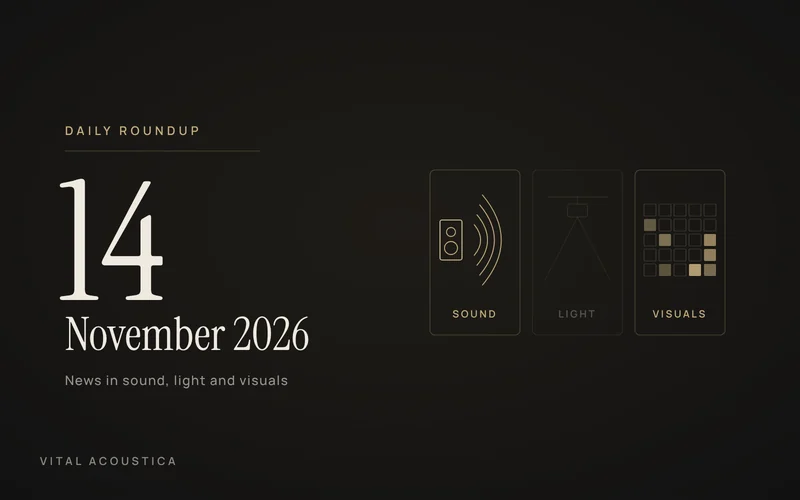 DAILY ROUNDUP
14
November 2026
News in sound, light and visuals
SOUND
LIGHT
VISUALS
VITAL ACOUSTICA